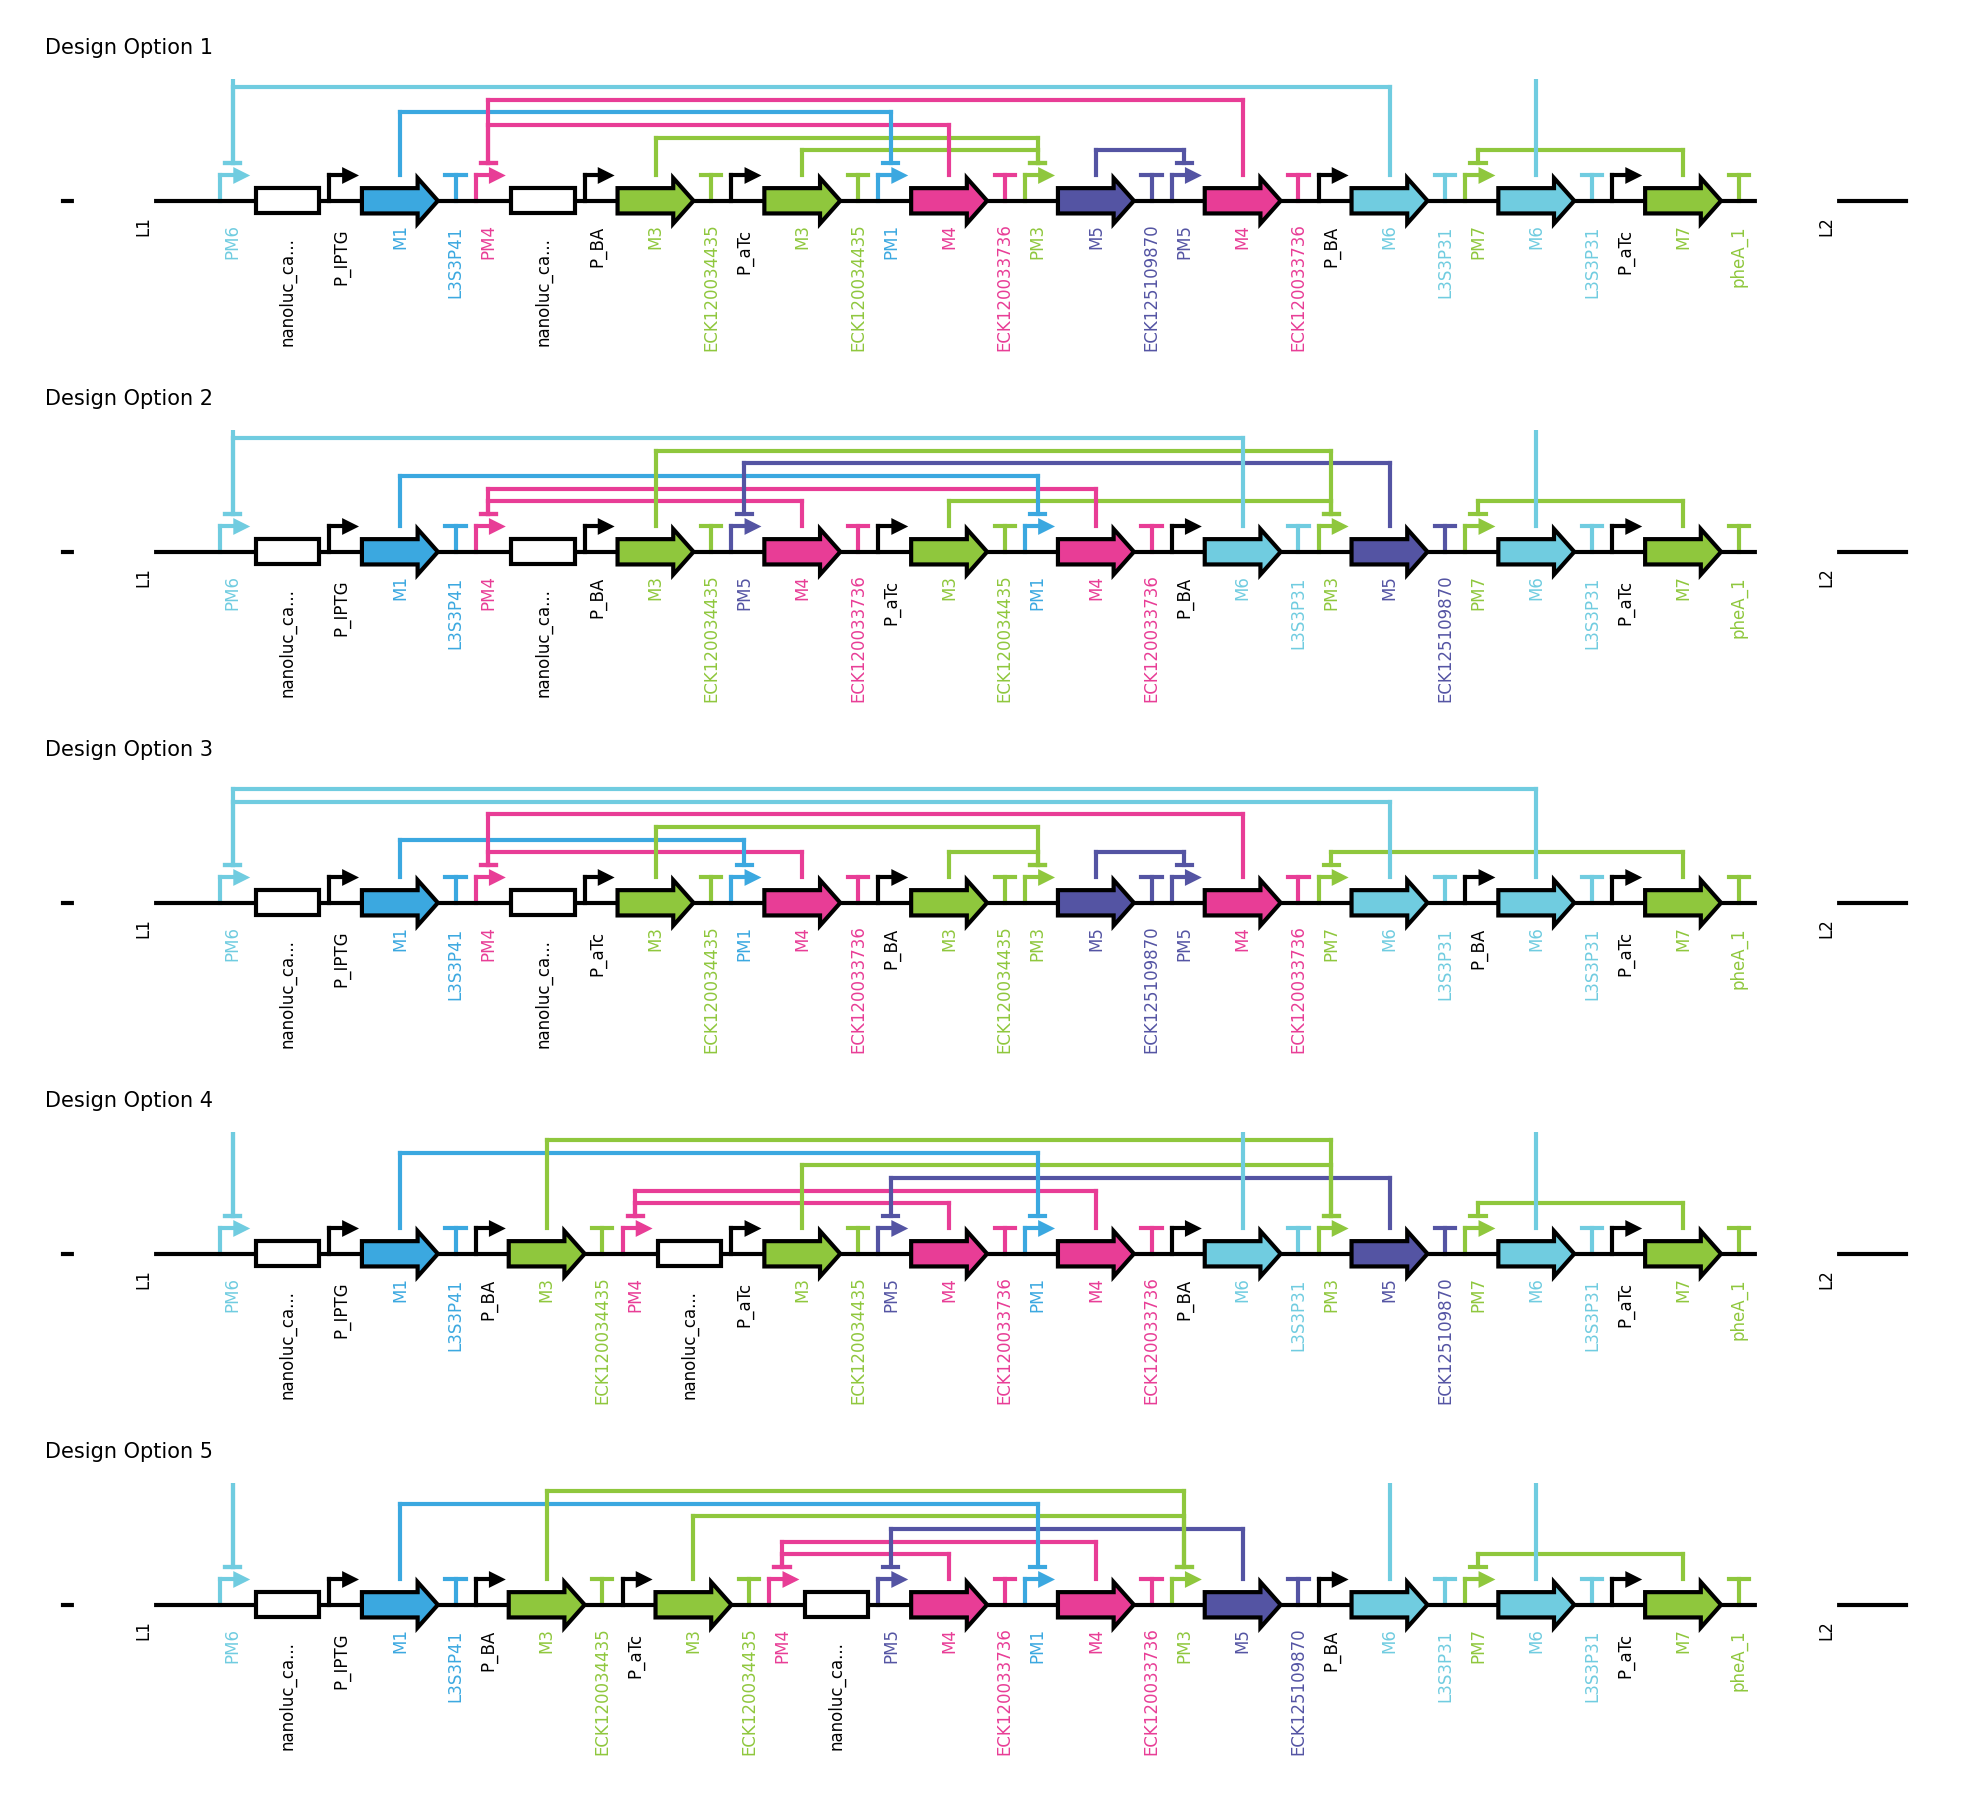 Design Option 1
L1
PM6
nanoluc_ca...
P_IPTG
M1
L3S3P41
PM4
nanoluc_ca...
P_BA
M3
ECK120034435
P_aTc
M3
ECK120034435
PM1
M4
ECK120033736
PM3
M5
ECK125109870
PM5
M4
ECK120033736
P_BA
M6
L3S3P31
PM7
M6
L3S3P31
P_aTc
M7
pheA_1
L2
Design Option 2
L1
PM6
nanoluc_ca...
P_IPTG
M1
L3S3P41
PM4
nanoluc_ca...
P_BA
M3
ECK120034435
PM5
M4
ECK120033736
P_aTc
M3
ECK120034435
PM1
M4
ECK120033736
P_BA
M6
L3S3P31
PM3
M5
ECK125109870
PM7
M6
L3S3P31
P_aTc
M7
pheA_1
L2
Design Option 3
L1
PM6
nanoluc_ca...
P_IPTG
M1
L3S3P41
PM4
nanoluc_ca...
P_aTc
M3
ECK120034435
PM1
M4
ECK120033736
P_BA
M3
ECK120034435
PM3
M5
ECK125109870
PM5
M4
ECK120033736
PM7
M6
L3S3P31
P_BA
M6
L3S3P31
P_aTc
M7
pheA_1
L2
Design Option 4
L1
PM6
nanoluc_ca...
P_IPTG
M1
L3S3P41
P_BA
M3
ECK120034435
PM4
nanoluc_ca...
P_aTc
M3
ECK120034435
PM5
M4
ECK120033736
PM1
M4
ECK120033736
P_BA
M6
L3S3P31
PM3
M5
ECK125109870
PM7
M6
L3S3P31
P_aTc
M7
pheA_1
L2
Design Option 5
L1
PM6
nanoluc_ca...
P_IPTG
M1
L3S3P41
P_BA
M3
ECK120034435
P_aTc
M3
ECK120034435
PM4
nanoluc_ca...
PM5
M4
ECK120033736
PM1
M4
ECK120033736
PM3
M5
ECK125109870
P_BA
M6
L3S3P31
PM7
M6
L3S3P31
P_aTc
M7
pheA_1
L2